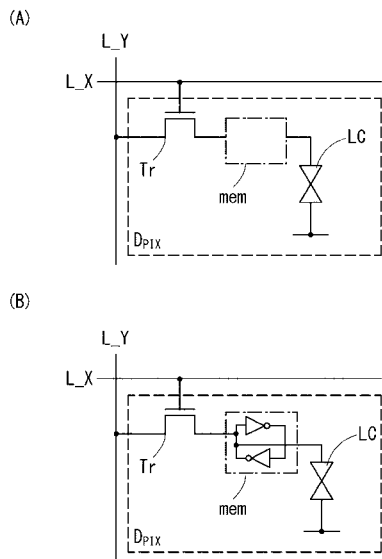 (A)
L_Y
L_X
LC
Tr
mem
DPIX
(B)
L_Y
L_X
LC
Tr
mem
DPIX